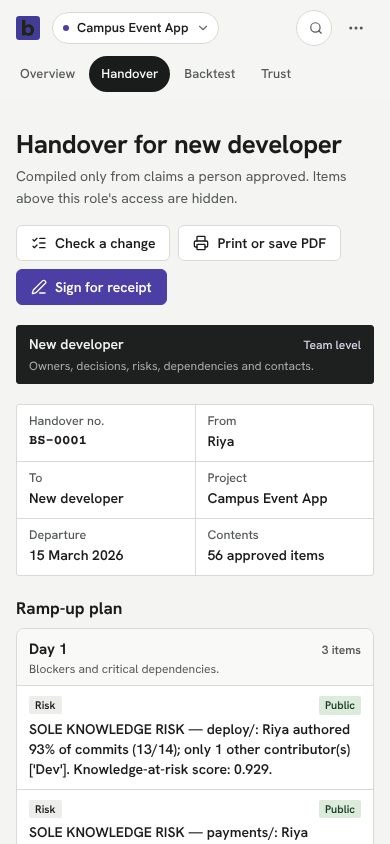 b
Campus Event App
Overview
Handover
Backtest
Trust
Handover for new developer
Compiled only from claims a person approved. Items
above this role's access are hidden.
Check a change
Print or save PDF
Sign for receipt
New developer
Team level
Owners, decisions, risks, dependencies and contacts.
Handover no.
BS-0001
From
Riya
To
New developer
Project
Campus Event App
Departure
15 March 2026
Contents
56 approved items
Ramp-up plan
Day 1
3 items
Blockers and critical dependencies.
Risk
Public
SOLE KNOWLEDGE RISK — deploy/: Riya authored
93% of commits (13/14); only 1 other contributor(s)
['Dev']. Knowledge-at-risk score: 0.929.
Risk
Public
SOLE KNOWLEDGE RISK — payments/: Riya